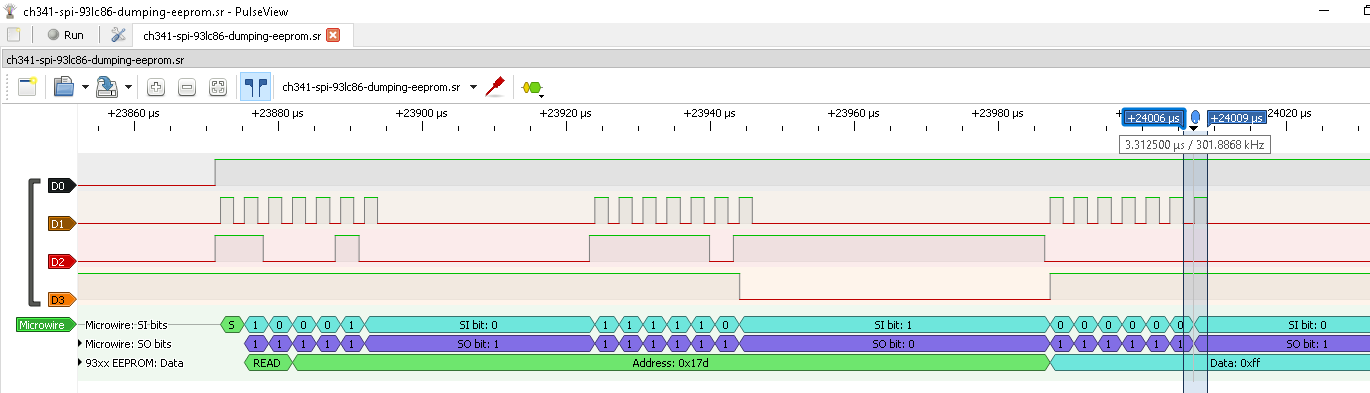 ch341-spi-93lc86-dumping-eeprom.sr - PulseView
Run
ch341-spi-93lc86-dumping-eeprom.sr
ch341-spi-93lc86-dumping-eeprom.sr
ch341-spi-93lc86-dumping-eeprom.sr
+23860 µs +23880 µs +23900 µs +23920 µs +23940 µs +23960 µs +23980 µs +24006 µs +24009 µs 24020 µs
3.312500 µs / 301.8868 kHz
D0
D1
D2
D3
Microwire Microwire: SI bits S 1 0 0 0 1 SI bit: 0 1 1 1 1 1 0 SI bit: 1 0 0 0 0 0 0 SI bit: 0
Microwire: SO bits 1 1 1 1 1 SO bit: 1 1 1 1 1 1 1 SO bit: 0 1 1 1 1 1 1 SO bit: 1
93xx EEPROM: Data READ Address: 0x17d Data: 0xff